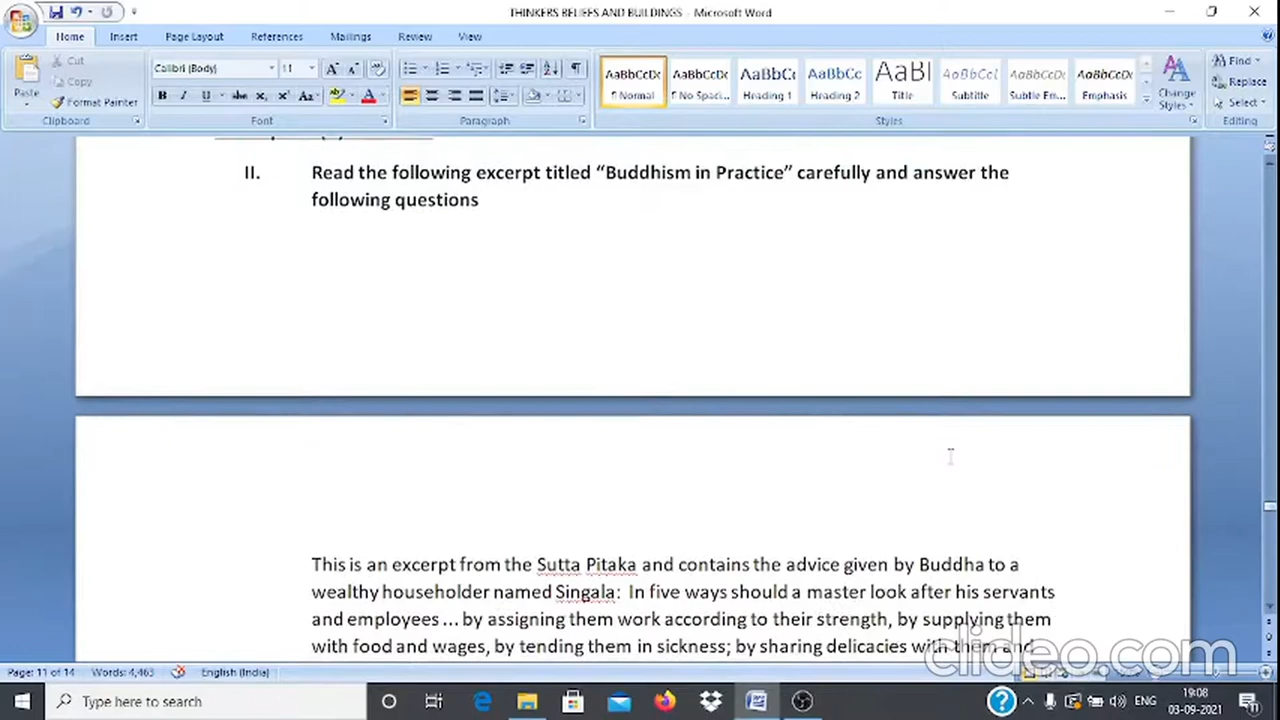 THINKERS BELIEFS AND BUILDINGS - Microsoft Word
Home Insert Page Layout References Mailings Review View
Paste Cut Copy Format Painter Clipboard
Calibri (Body) 11 Font
Paragraph
AaBbCcDc ¶ Normal AaBbCcDc ¶ No Spaci... AaBbCc Heading 1 AaBbCc Heading 2 AaBl Title AaBbCcl Subtitle AaBbCcDc Subtle Em... AaBbCcDc Emphasis Change Styles Styles
Find Replace Select Editing
II. Read the following excerpt titled “Buddhism in Practice” carefully and answer the
following questions
This is an excerpt from the Sutta Pitaka and contains the advice given by Buddha to a
wealthy householder named Singala: In five ways should a master look after his servants
and employees ... by assigning them work according to their strength, by supplying them
with food and wages, by tending them in sickness; by sharing delicacies with them and
clideo.com
Page: 11 of 14 Words: 4,463 English (India)
Type here to search
ENG 19:08 03-09-2021 11